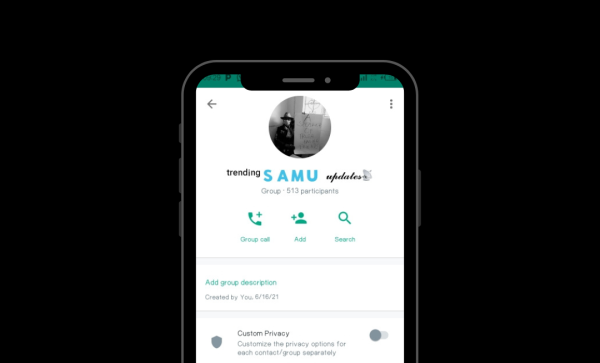 trending SAMU updates
Group · 513 participants
Group call Add Search
Add group description
Created by You, 6/16/21
Custom Privacy
Customize the privacy options for
each contact/group separately